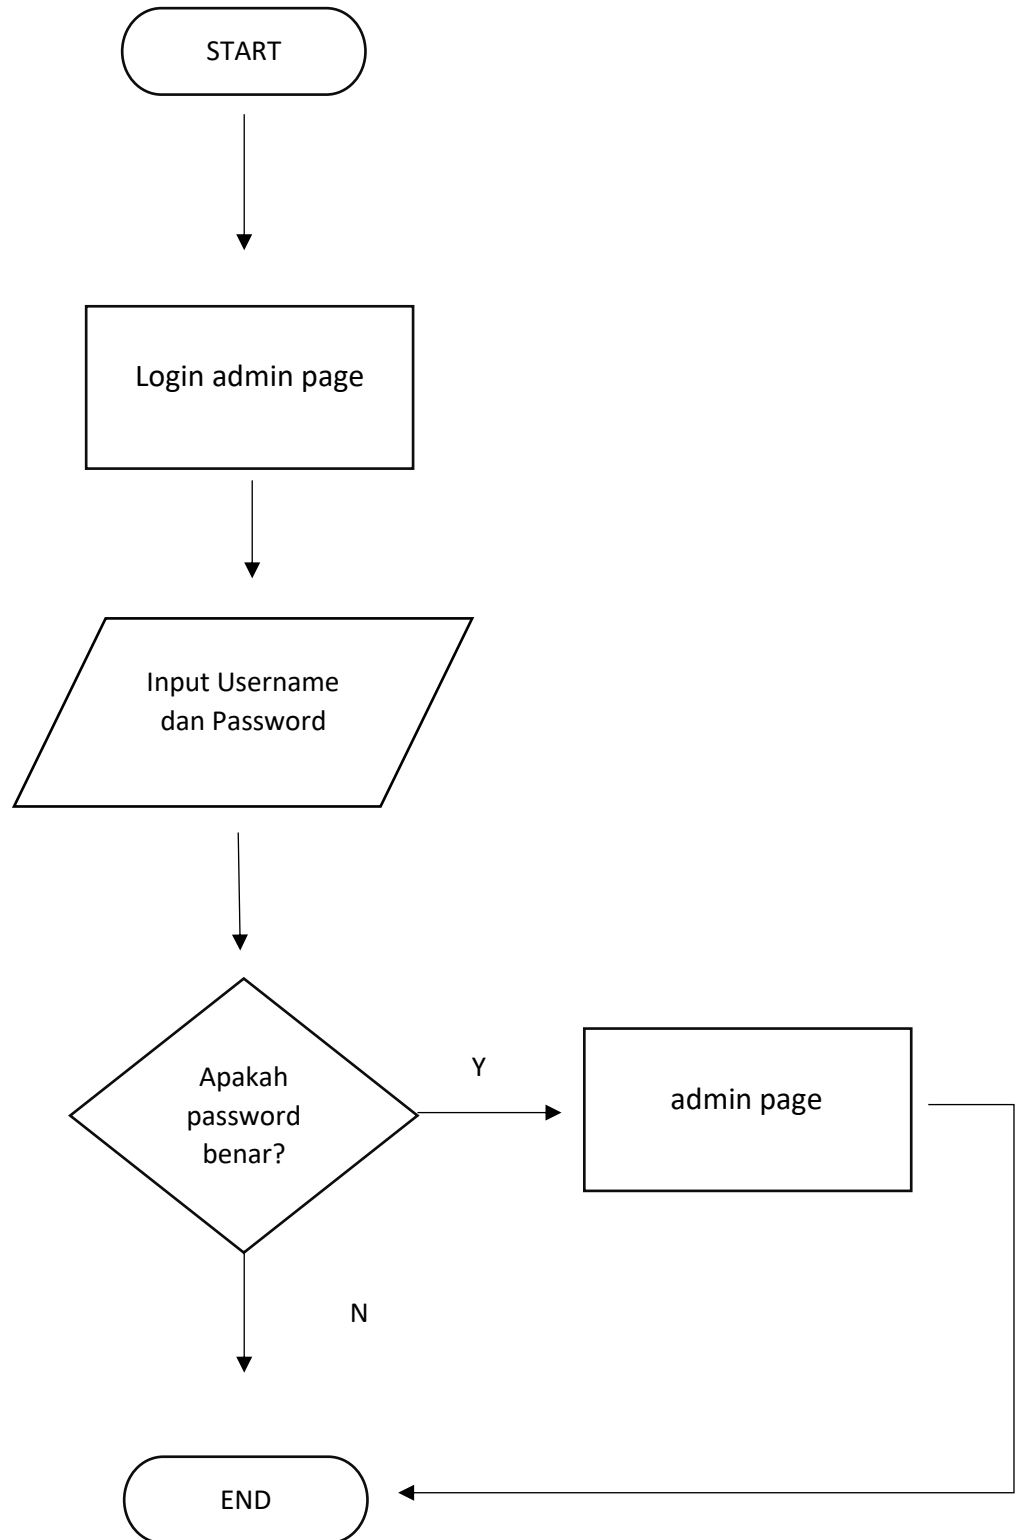 START
Login admin page
Input Username
dan Password
Apakah
password
benar?
Y
admin page
N
END